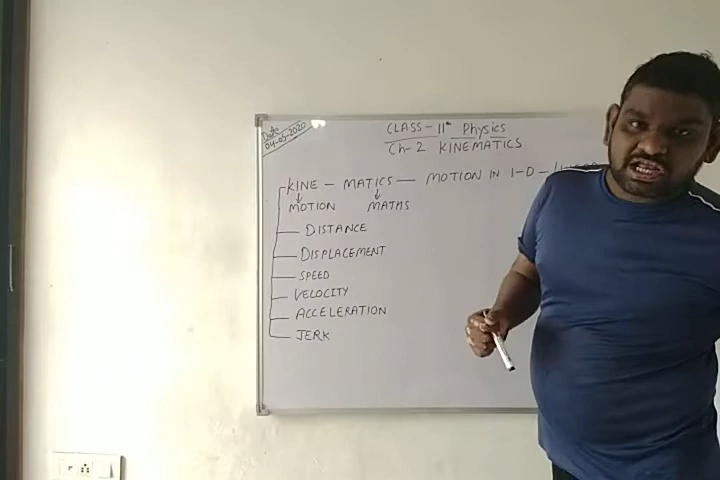 Date
04-05-2020
CLASS-11th Physics
Ch-2 KINEMATICS
KINE - MATICS - MOTION IN 1-D -
MOTION MATHS
DISTANCE
DISPLACEMENT
SPEED
VELOCITY
ACCELERATION
JERK